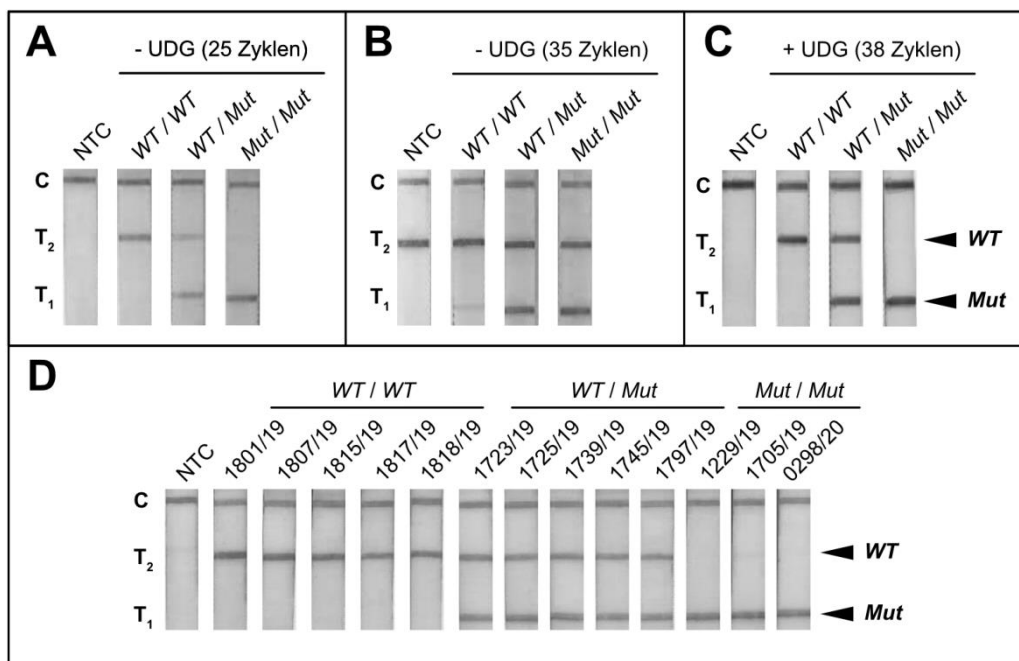 A
- UDG (25 Zyklen)
NTC
WT / WT
WT / Mut
Mut / Mut
C
T2
T1
B
- UDG (35 Zyklen)
NTC
WT / WT
WT / Mut
Mut / Mut
C
T2
T1
C
+ UDG (38 Zyklen)
NTC
WT / WT
WT / Mut
Mut / Mut
C
T2
T1
WT
Mut
D
WT / WT
WT / Mut
Mut / Mut
NTC
1801/19
1807/19
1815/19
1817/19
1818/19
1723/19
1725/19
1739/19
1745/19
1797/19
1229/19
1705/19
0298/20
C
T2
T1
WT
Mut